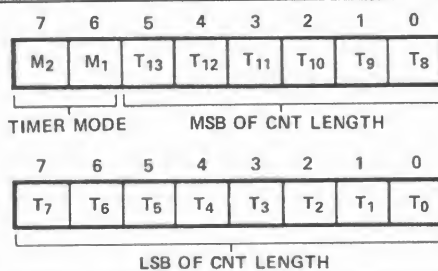 7 6 5 4 3 2 1 0
M2 M1 T13 T12 T11 T10 T9 T8
TIMER MODE MSB OF CNT LENGTH
7 6 5 4 3 2 1 0
T7 T6 T5 T4 T3 T2 T1 T0
LSB OF CNT LENGTH